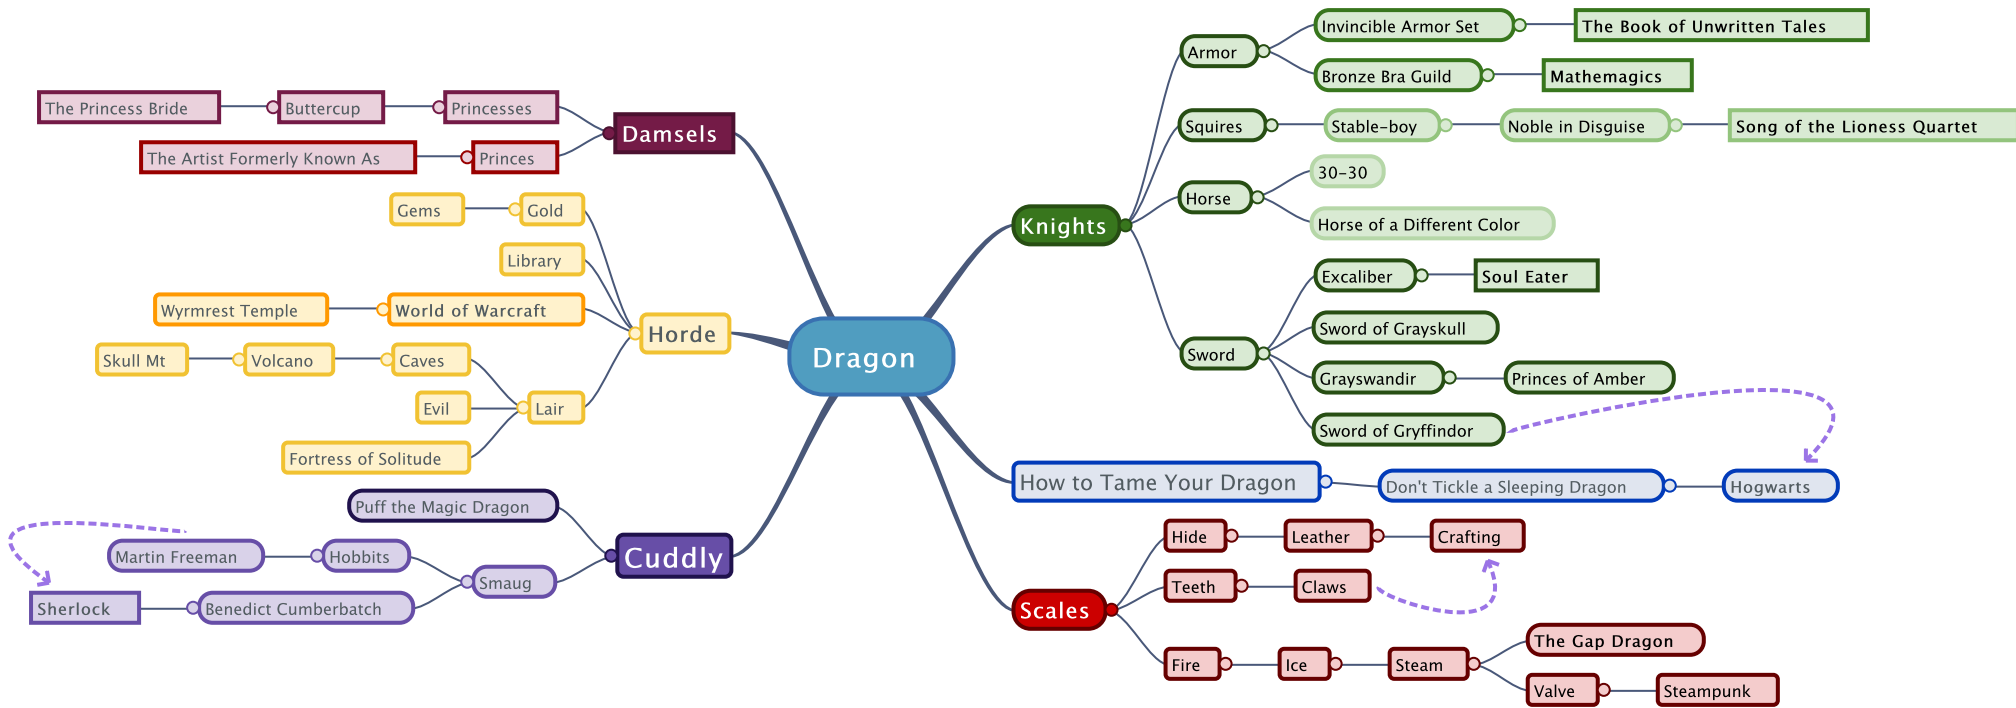 Dragon
Damsels
Princesses
Buttercup
The Princess Bride
Princes
The Artist Formerly Known As
Horde
Gold
Gems
Library
World of Warcraft
Wyrmrest Temple
Lair
Caves
Volcano
Skull Mt
Evil
Fortress of Solitude
Cuddly
Puff the Magic Dragon
Smaug
Hobbits
Martin Freeman
Benedict Cumberbatch
Sherlock
Knights
Armor
Invincible Armor Set
The Book of Unwritten Tales
Bronze Bra Guild
Mathemagics
Squires
Stable-boy
Noble in Disguise
Song of the Lioness Quartet
Horse
30-30
Horse of a Different Color
Sword
Excaliber
Soul Eater
Sword of Grayskull
Grayswandir
Princes of Amber
Sword of Gryffindor
How to Tame Your Dragon
Don't Tickle a Sleeping Dragon
Hogwarts
Scales
Hide
Leather
Crafting
Teeth
Claws
Fire
Ice
Steam
The Gap Dragon
Valve
Steampunk